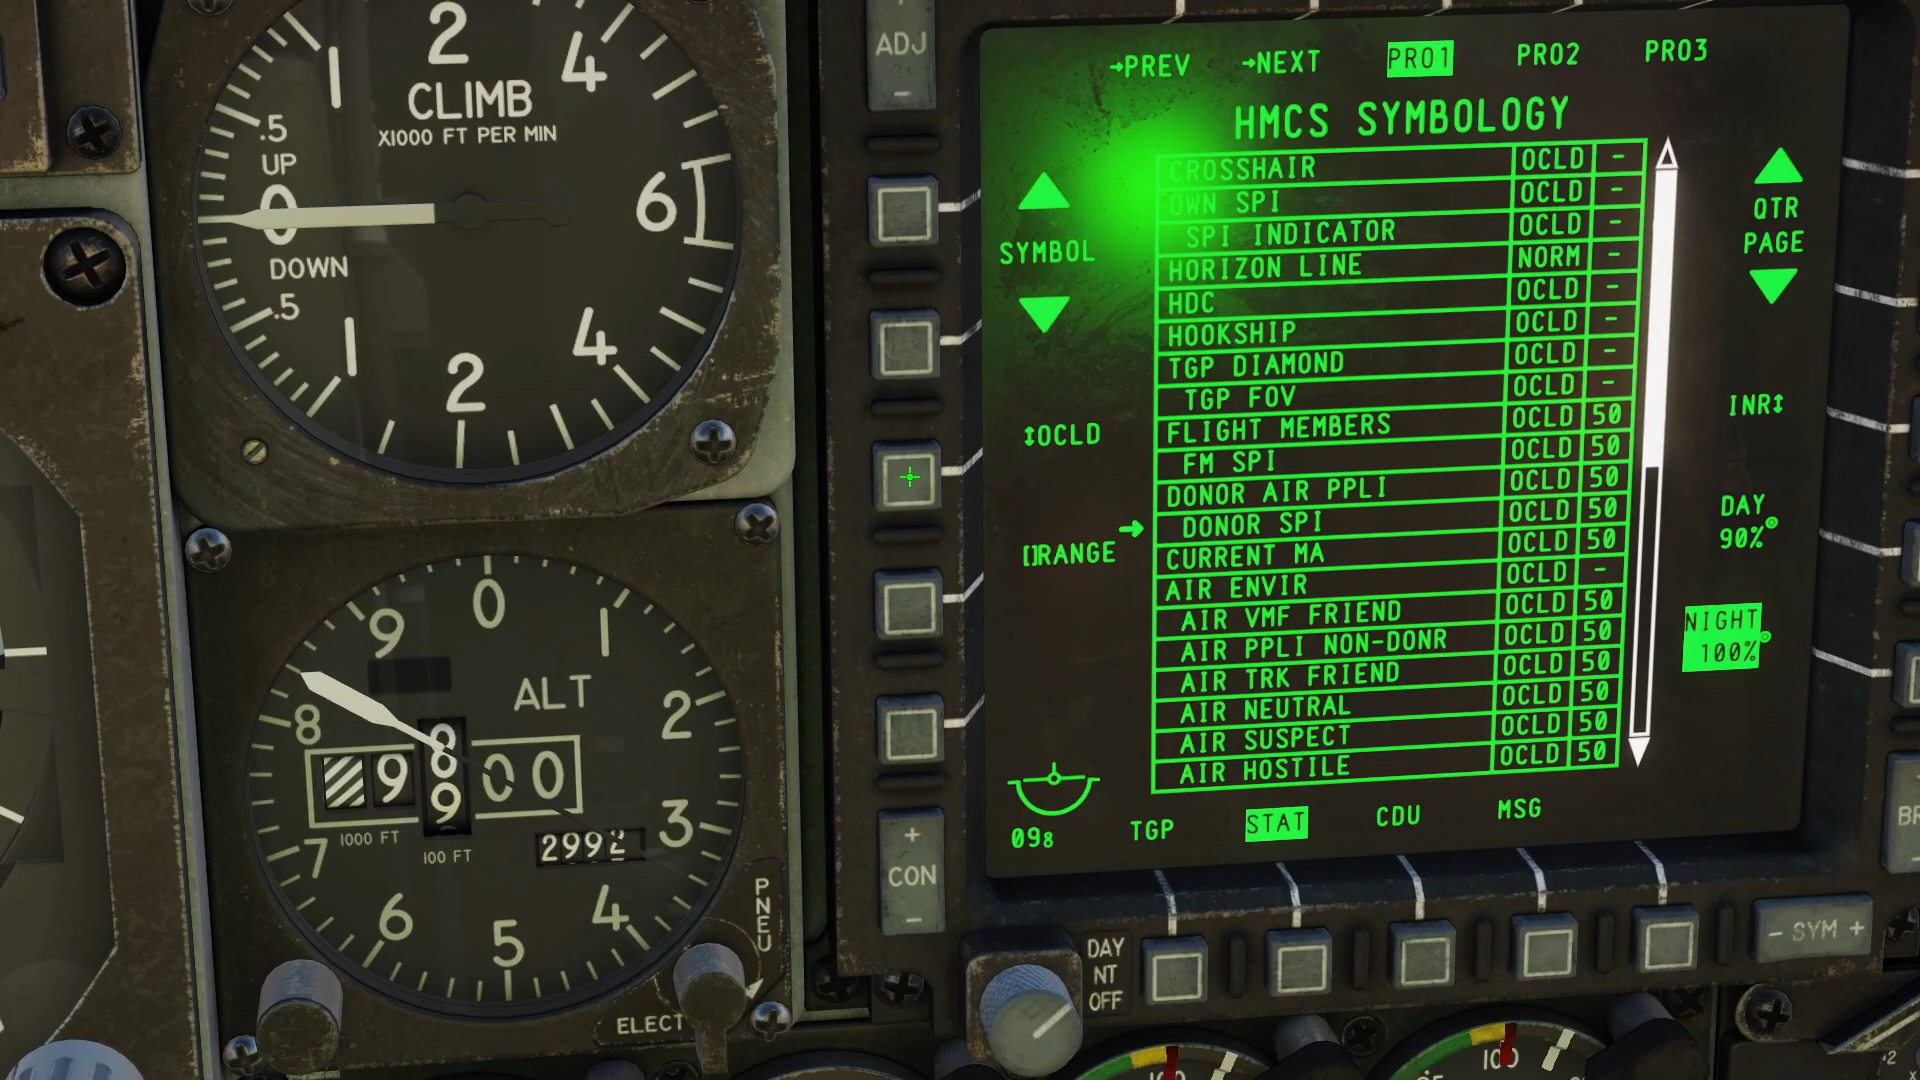 2
1 4
CLIMB
X1000 FT PER MIN
.5
UP
0 6
DOWN
.5
1 4
2
0
9 1
ALT
8 2
9 00
1000 FT
100 FT
2992
7 3
6 4
5
PNEU
ELECT
ADJ
-
+
CON
-
DAY
NT
OFF
→PREV →NEXT PRO1 PRO2 PRO3
HMCS SYMBOLOGY
CROSSHAIR OCLD -
OWN SPI OCLD -
SPI INDICATOR OCLD -
HORIZON LINE NORM -
HDC OCLD -
HOOKSHIP OCLD -
TGP DIAMOND OCLD -
TGP FOV OCLD -
FLIGHT MEMBERS OCLD 50
FM SPI OCLD 50
DONOR AIR PPLI OCLD 50
DONOR SPI OCLD 50
CURRENT MA OCLD 50
AIR ENVIR OCLD -
AIR VMF FRIEND OCLD 50
AIR PPLI NON-DONR OCLD 50
AIR TRK FRIEND OCLD 50
AIR NEUTRAL OCLD 50
AIR SUSPECT OCLD 50
AIR HOSTILE OCLD 50
SYMBOL
↕OCLD
[]RANGE
QTR
PAGE
INR↕
DAY
90%
NIGHT
100%
098
TGP STAT CDU MSG
- SYM +
100